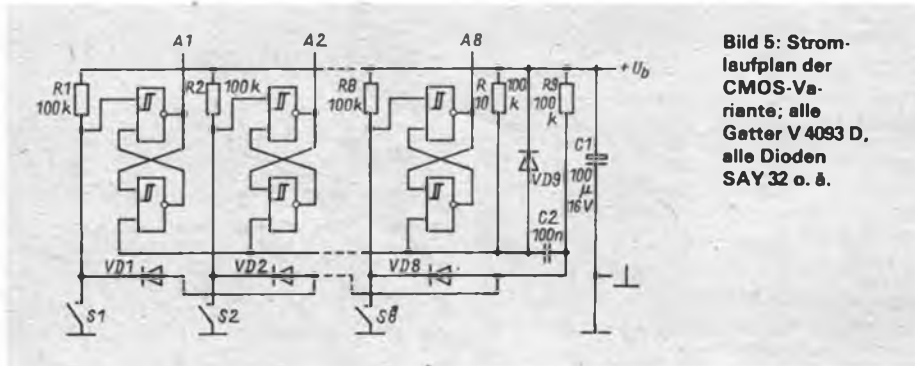 A1
A2
A8
+Ub
R1
100k
R2
100k
R8
100k
R
10
100
k
R9
100
k
VD9
C1
100
μ
16V
C2
100n
VD1
VD2
VD8
S1
S2
S8
Bild 5: Strom-
laufplan der
CMOS-Va-
riante; alle
Gatter V 4093 D,
alle Dioden
SAY 32 o. ä.